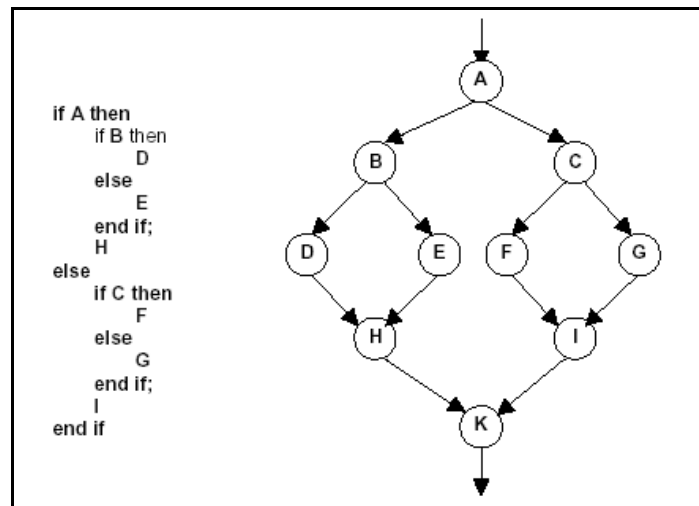 if A then
if B then
D
else
E
end if;
H
else
if C then
F
else
G
end if;
I
end if
A
B
C
D
E
F
G
H
I
K